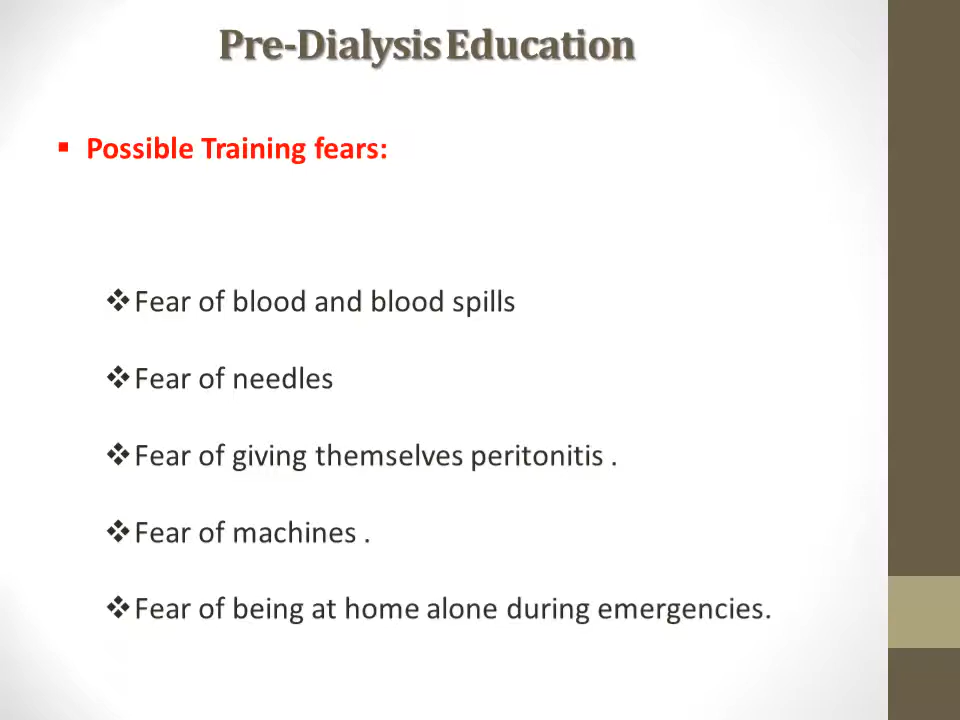 Pre-Dialysis Education
▪ Possible Training fears:
❖Fear of blood and blood spills
❖Fear of needles
❖Fear of giving themselves peritonitis .
❖Fear of machines .
❖Fear of being at home alone during emergencies.